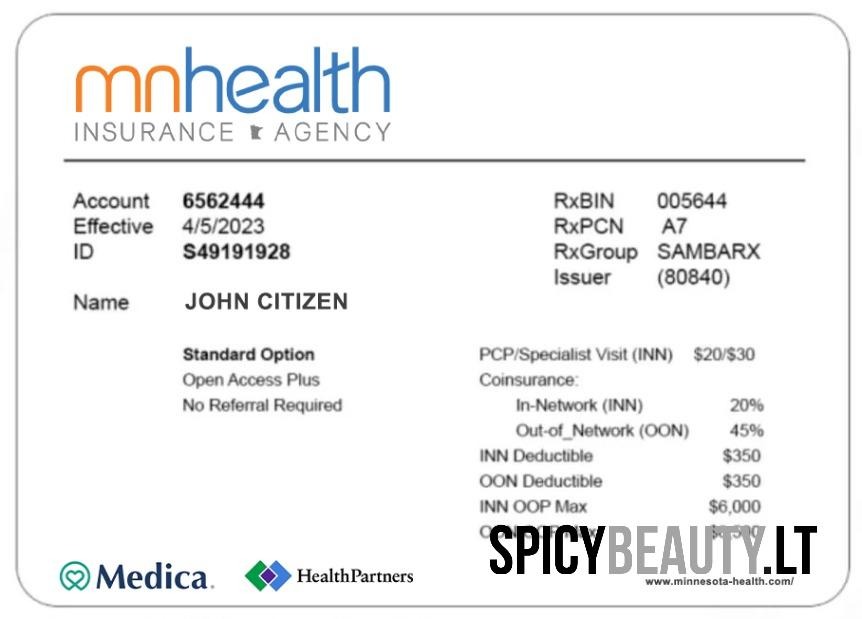 mnhealth
INSURANCE AGENCY
Account 6562444
Effective 4/5/2023
ID S49191928
Name JOHN CITIZEN
RxBIN 005644
RxPCN A7
RxGroup SAMBARX
Issuer (80840)
Standard Option
Open Access Plus
No Referral Required
PCP/Specialist Visit (INN) $20/$30
Coinsurance:
In-Network (INN) 20%
Out-of_Network (OON) 45%
INN Deductible $350
OON Deductible $350
INN OOP Max $6,000
SPICYBEAUTY.LT
Medica.
HealthPartners
www.minnesota-health.com/